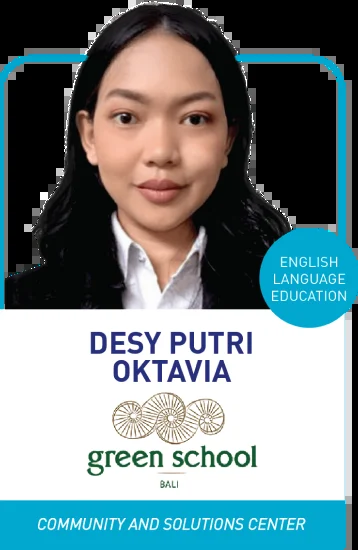 ENGLISH
LANGUAGE
EDUCATION
DESY PUTRI
OKTAVIA
green school
BALI
COMMUNITY AND SOLUTIONS CENTER